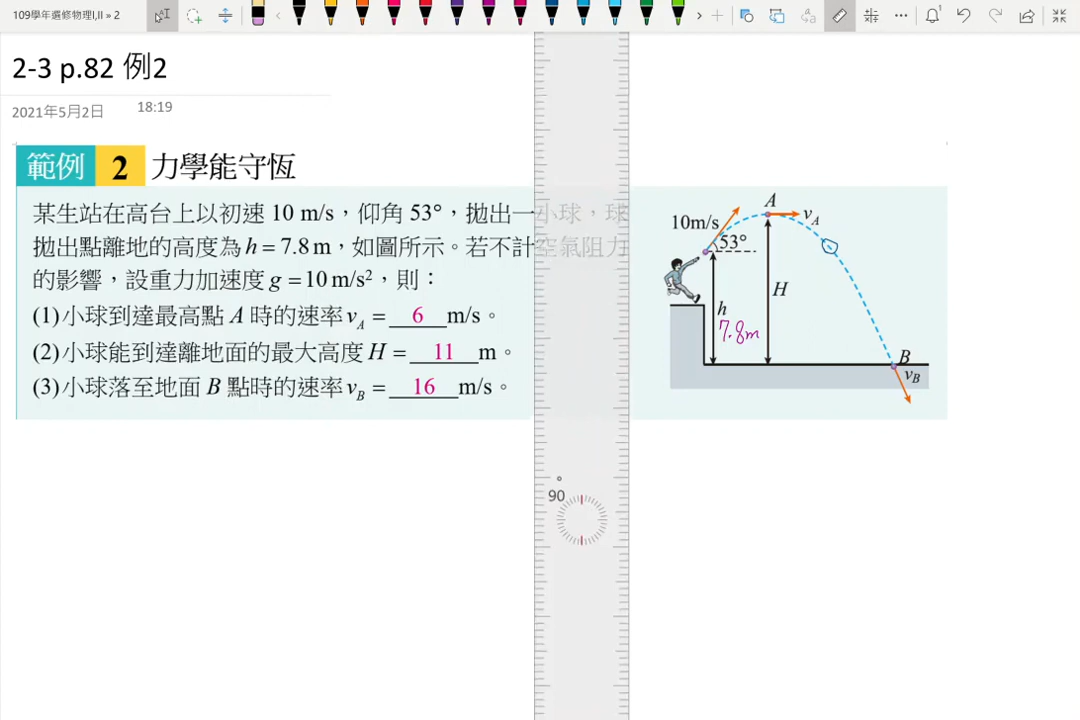 109學年選修物理I,II » 2
2-3 p.82 例2
2021年5月2日 18:19
範例 2 力學能守恆
某生站在高台上以初速 10 m/s，仰角 53°，拋出一小球，球
拋出點離地的高度為 h = 7.8 m，如圖所示。若不計空氣阻力
的影響，設重力加速度 g = 10 m/s²，則：
(1)小球到達最高點 A 時的速率 vA = 6 m/s。
(2)小球能到達離地面的最大高度 H = 11 m。
(3)小球落至地面 B 點時的速率 vB = 16 m/s。
A
vA
10m/s
53°
H
h
7.8m
B
vB
90°